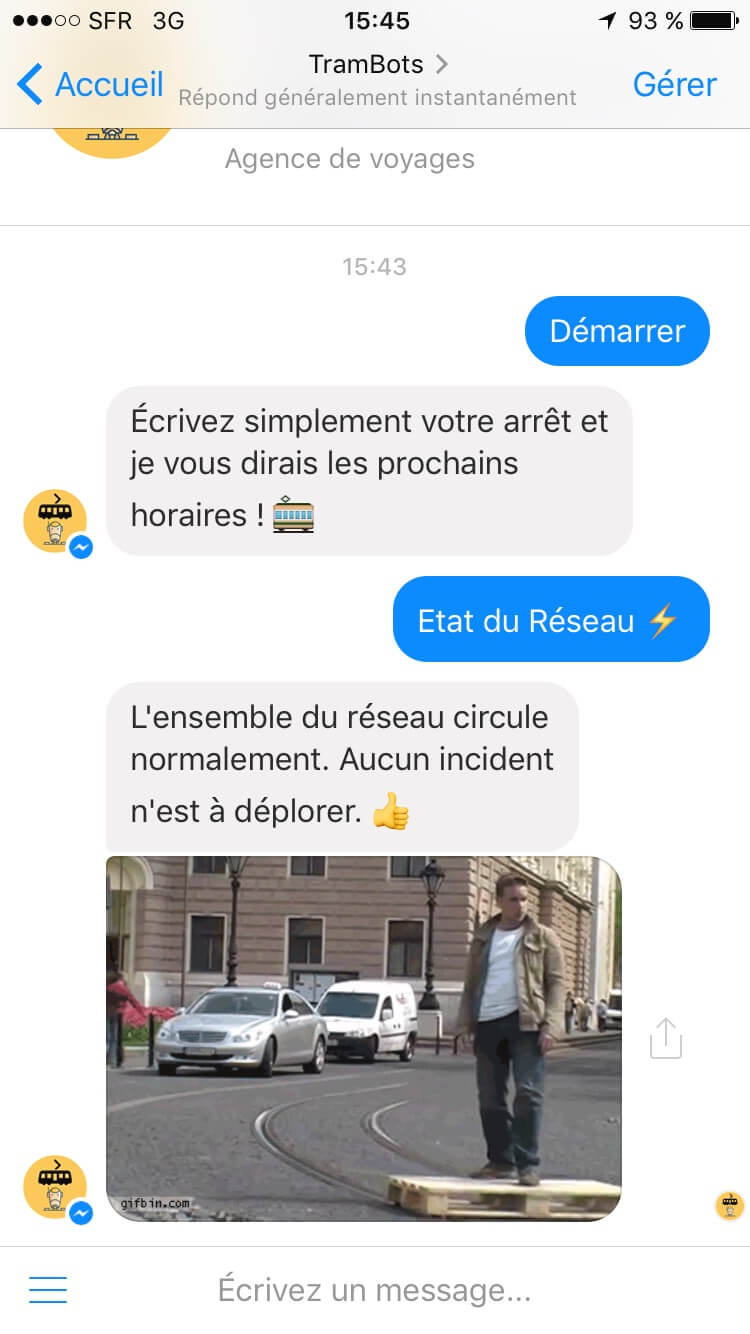 SFR 3G 15:45 93 %
Accueil TramBots Gérer
Répond généralement instantanément
Agence de voyages
15:43
Démarrer
Écrivez simplement votre arrêt et
je vous dirais les prochains
horaires ! 🚋
Etat du Réseau ⚡
L'ensemble du réseau circule
normalement. Aucun incident
n'est à déplorer. 👍
gifbin.com
Écrivez un message...